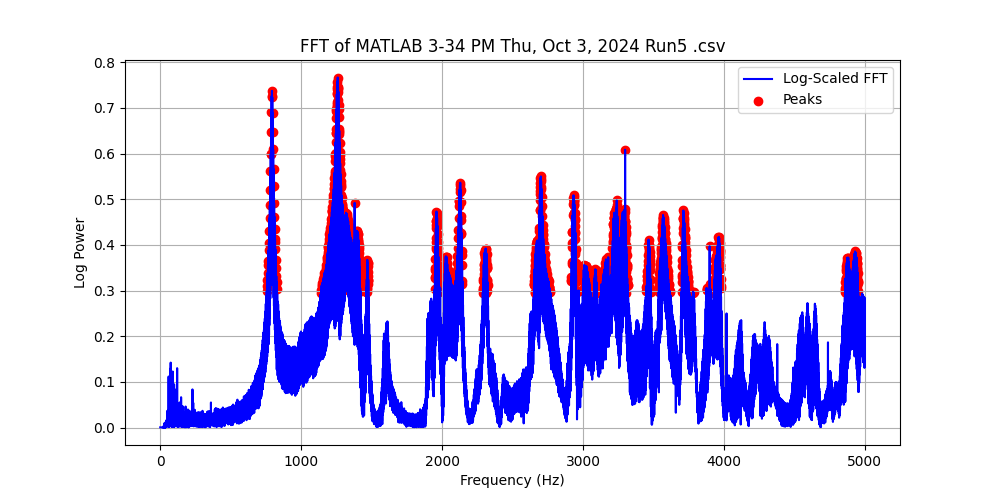 FFT of MATLAB 3-34 PM Thu, Oct 3, 2024 Run5 .csv
Log-Scaled FFT
Peaks
Log Power
0.8
0.7
0.6
0.5
0.4
0.3
0.2
0.1
0.0
0 1000 2000 3000 4000 5000
Frequency (Hz)